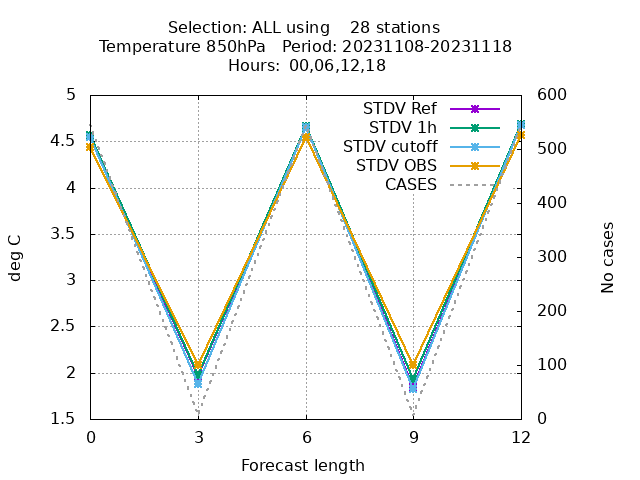 Selection: ALL using    28 stations
Temperature 850hPa   Period: 20231108-20231118
Hours: 00,06,12,18
5
4.5
4
3.5
3
2.5
2
1.5
deg C
600
500
400
300
200
100
0
No cases
STDV Ref
STDV 1h
STDV cutoff
STDV OBS
CASES
0 3 6 9 12
Forecast length